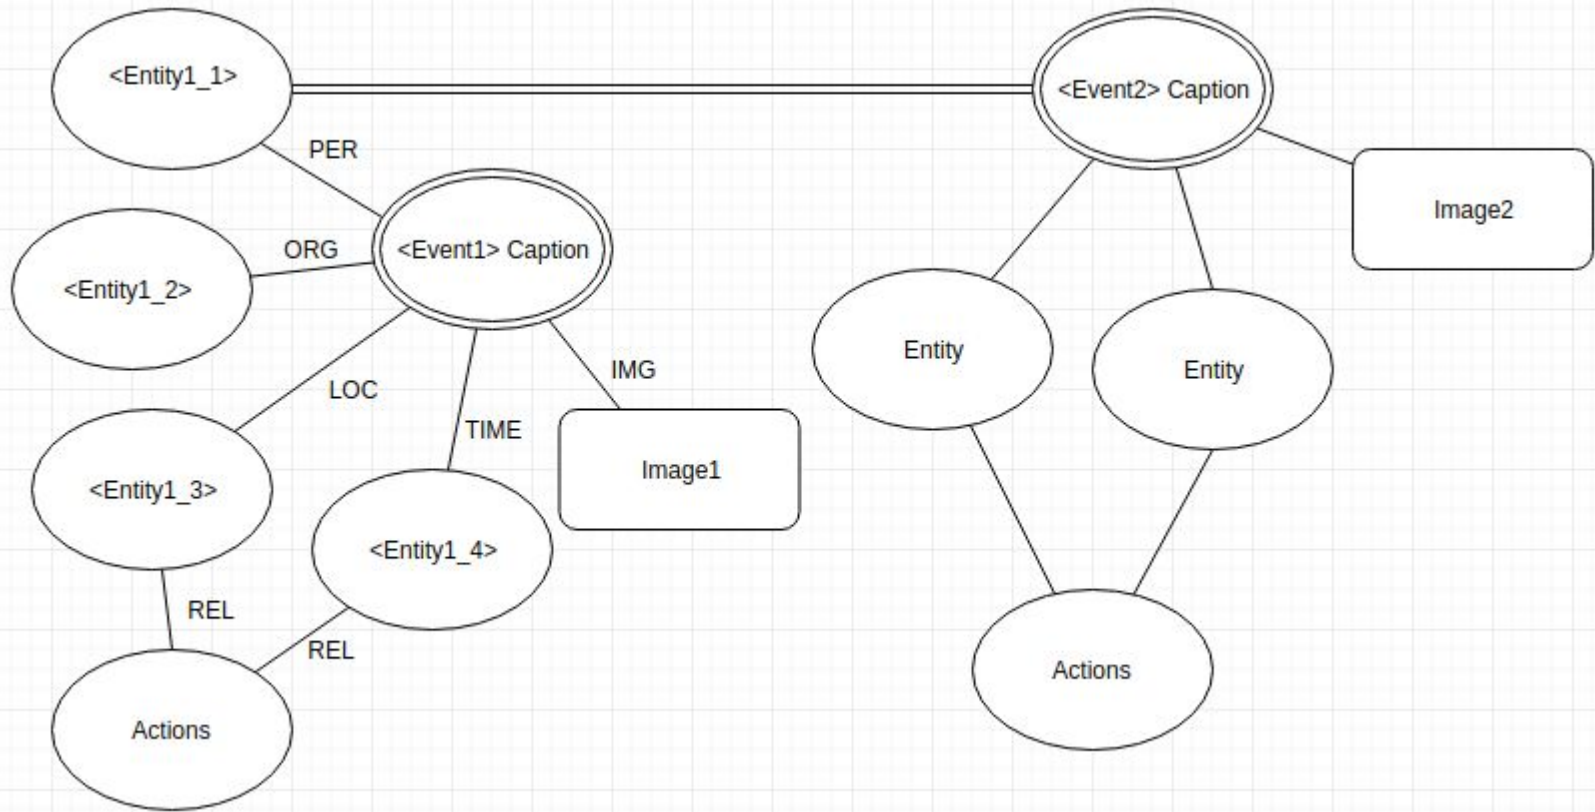 <Entity1_1>
<Event2> Caption
PER
Image2
ORG
<Event1> Caption
<Entity1_2>
Entity
Entity
IMG
LOC
TIME
Image1
<Entity1_3>
<Entity1_4>
REL
REL
Actions
Actions